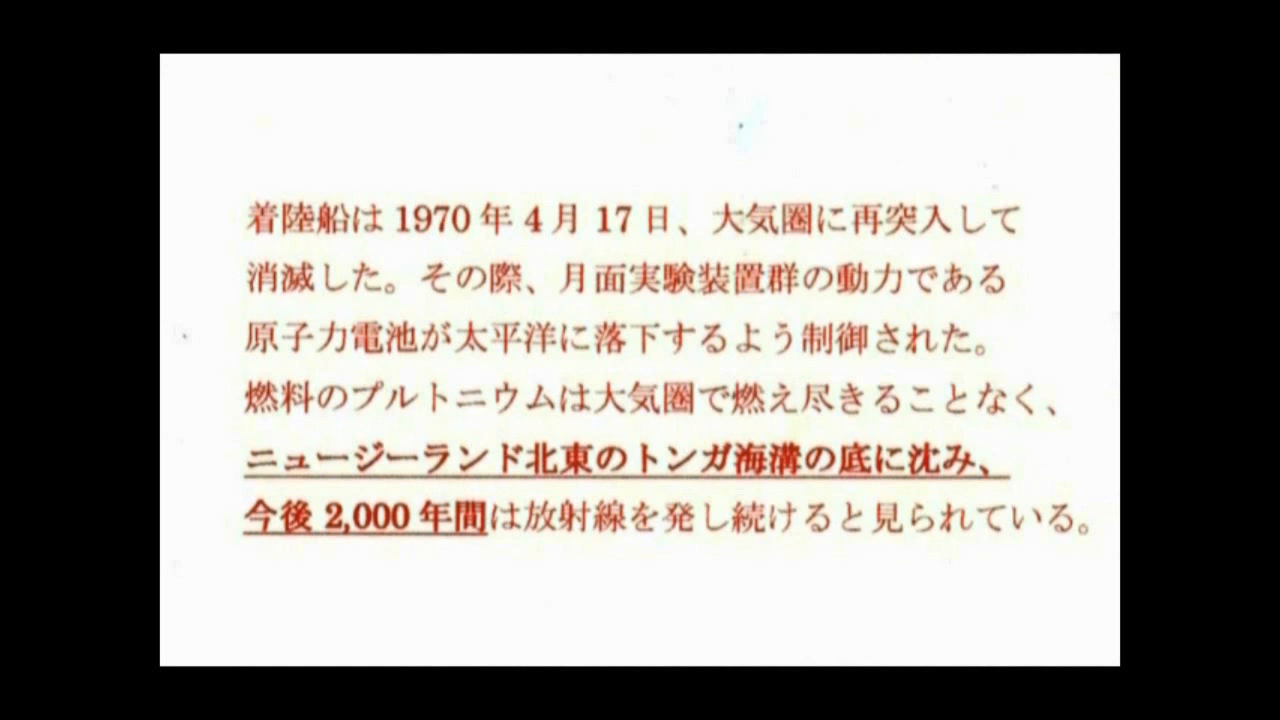 着陸船は 1970 年 4 月 17 日、大気圏に再突入して
消滅した。その際、月面実験装置群の動力である
原子力電池が太平洋に落下するよう制御された。
燃料のプルトニウムは大気圏で燃え尽きることなく、
ニュージーランド北東のトンガ海溝の底に沈み、
今後 2,000 年間は放射線を発し続けると見られている。